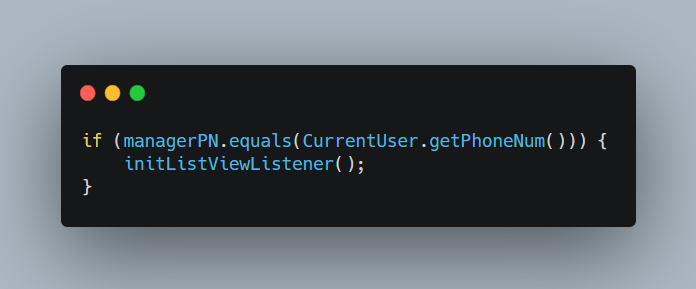 if (managerPN.equals(CurrentUser.getPhoneNum())) {
    initListViewListener();
}